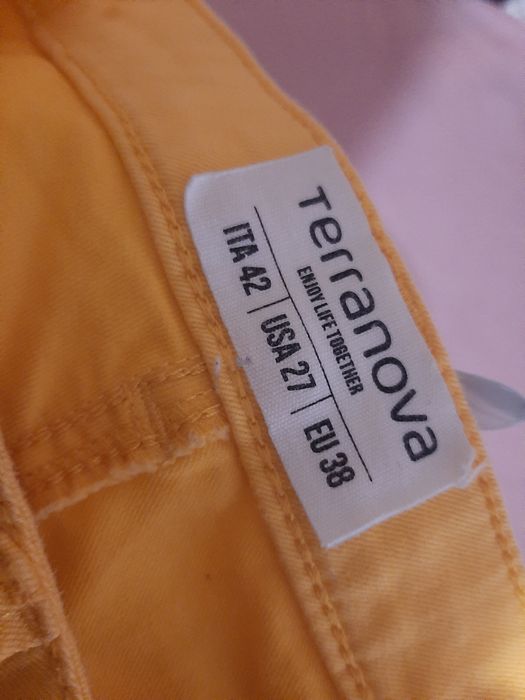 Terranova
ENJOY LIFE TOGETHER
ITA 42 | USA 27 | EU 38